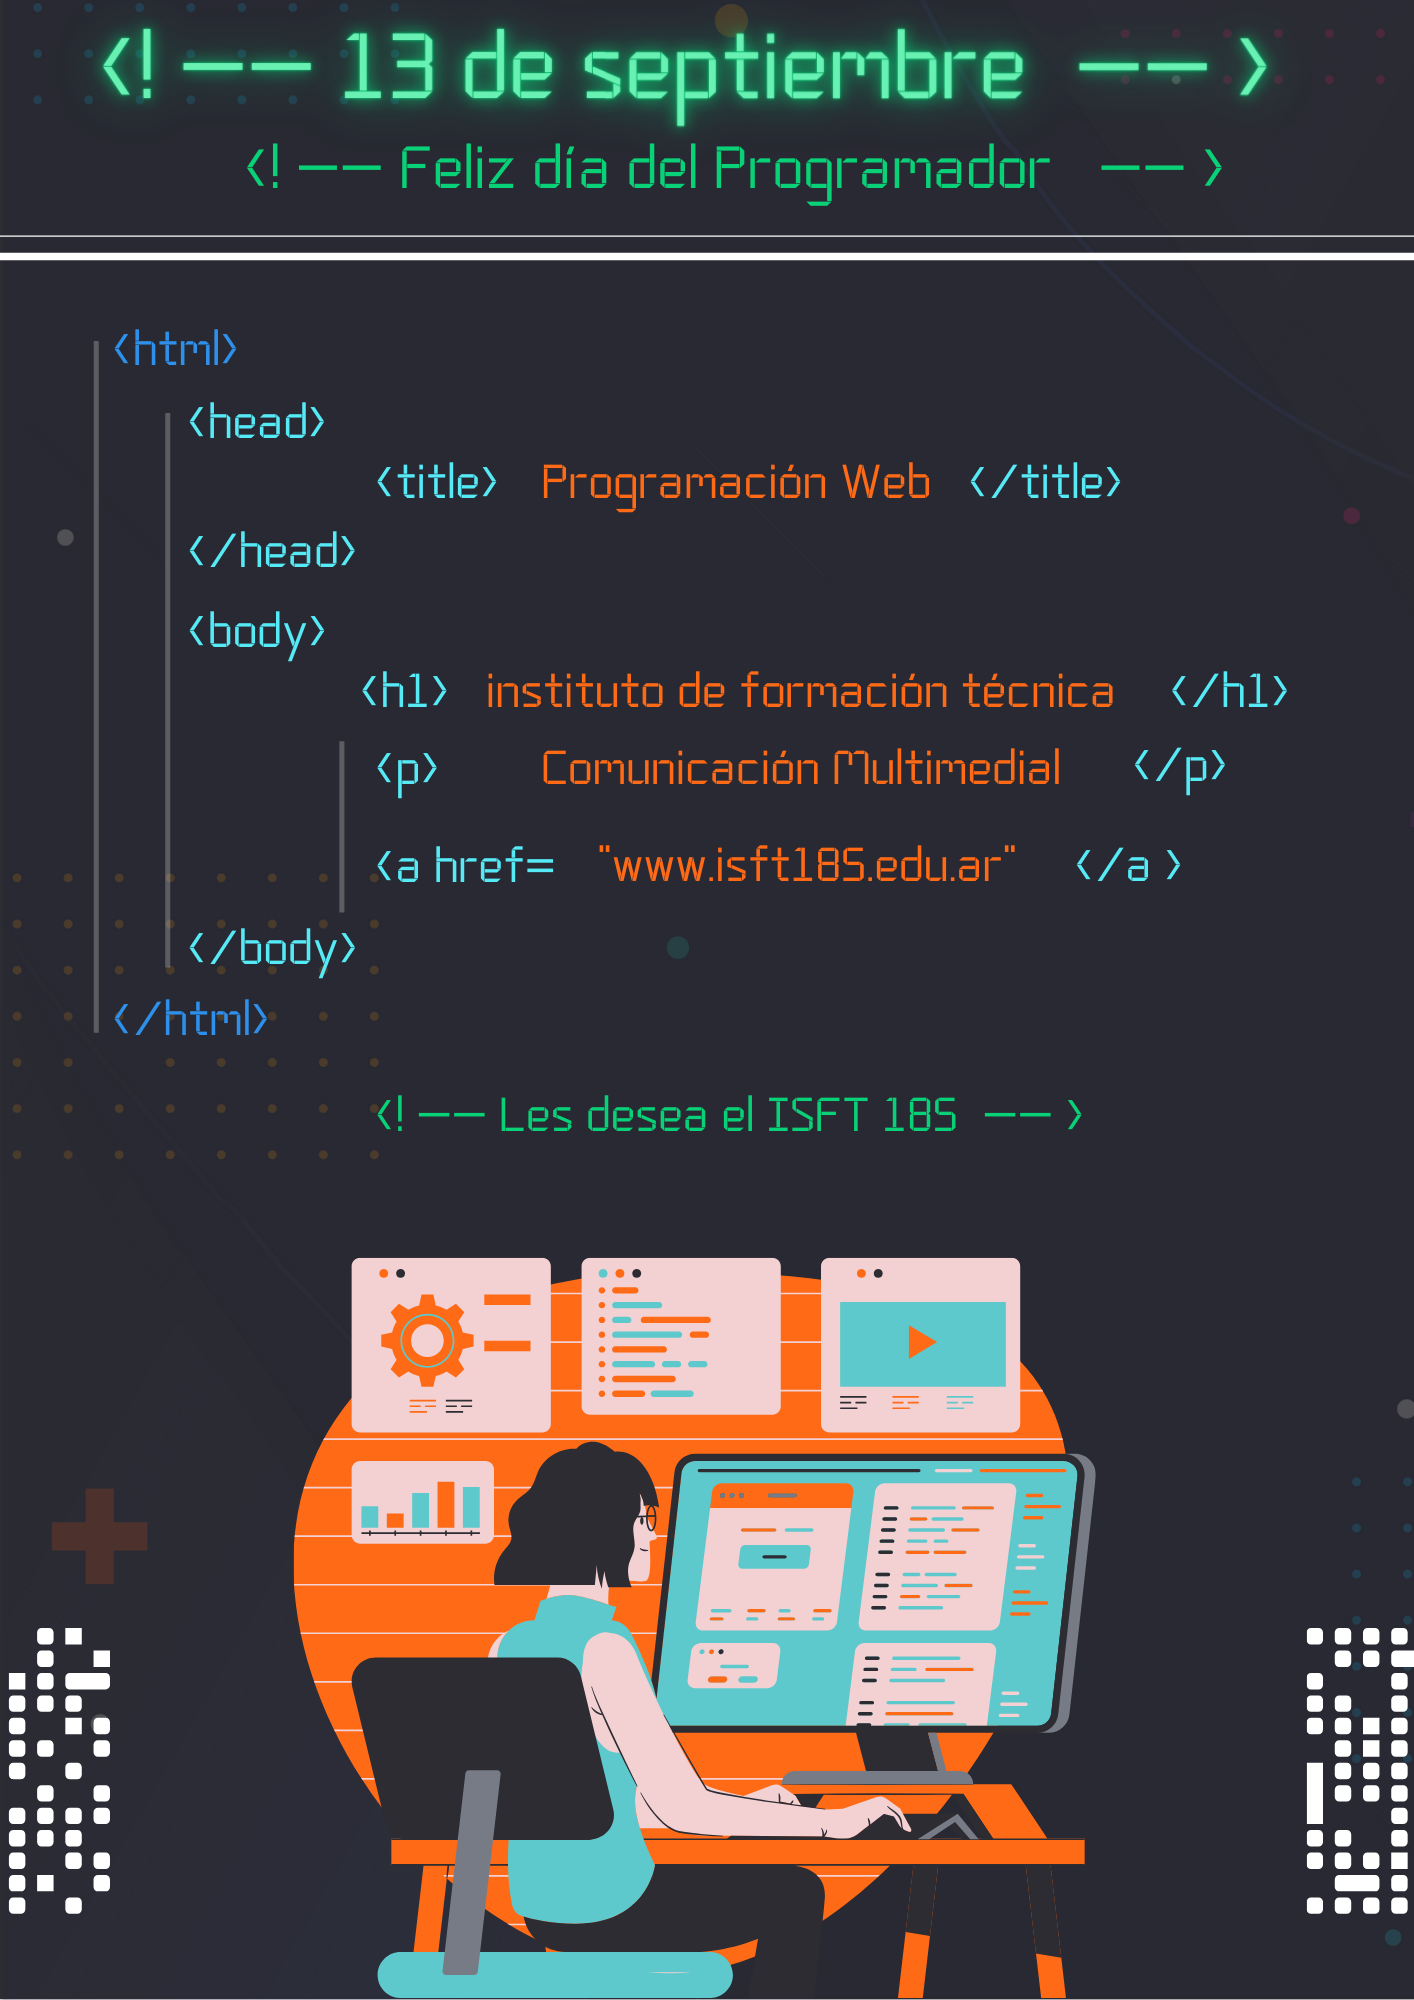 <!-- 13 de septiembre -->
<!-- Feliz día del Programador -->
<html>
<head>
<title> Programación Web </title>
</head>
<body>
<h1> instituto de formación técnica </h1>
<p> Comunicación Multimedial </p>
<a href= "www.isft185.edu.ar" </a >
</body>
</html>
<!-- Les desea el ISFT 185 -->